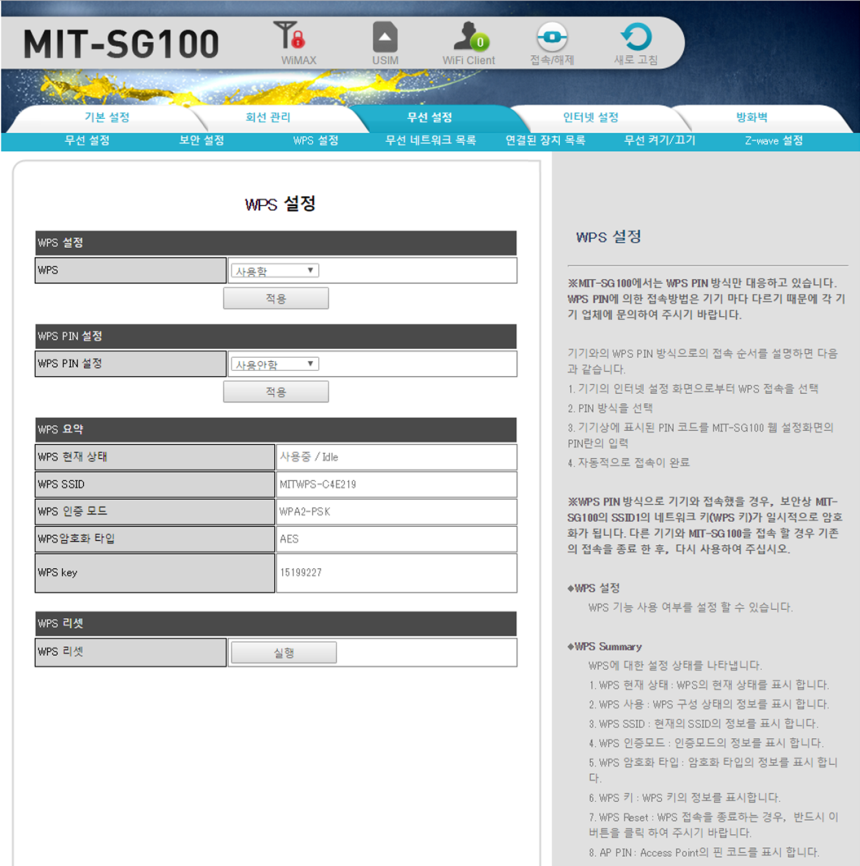 MIT-SG100
WiMAX
USIM
0
WiFi Client
접속/해제
새로 고침
기본 설정
회선 관리
무선 설정
인터넷 설정
방화벽
무선 설정
보안 설정
WPS 설정
무선 네트워크 목록
연결된 장치 목록
무선 켜기/끄기
Z-wave 설정
WPS 설정
WPS 설정
WPS
사용함
적용
WPS PIN 설정
WPS PIN 설정
사용안함
적용
WPS 요약
WPS 현재 상태
사용중 / Idle
WPS SSID
MITWPS-C4E219
WPS 인증 모드
WPA2-PSK
WPS암호화 타입
AES
WPS key
15199227
WPS 리셋
WPS 리셋
실행
WPS 설정
※MIT-SG100에서는 WPS PIN 방식만 대응하고 있습니다.
WPS PIN에 의한 접속방법은 기기 마다 다르기 때문에 각 기
기 업체에 문의하여 주시기 바랍니다.
기기와의 WPS PIN 방식으로의 접속 순서를 설명하면 다음
과 같습니다.
1. 기기의 인터넷 설정 화면으로부터 WPS 접속을 선택
2. PIN 방식을 선택
3. 기기상에 표시된 PIN 코드를 MIT-SG100 웹 설정화면의
PIN란의 입력
4. 자동적으로 접속이 완료
※WPS PIN 방식으로 기기와 접속했을 경우, 보안상 MIT-
SG100의 SSID1의 네트워크 키(WPS 키)가 일시적으로 암호
화가 됩니다. 다른 기기와 MIT-SG100을 접속 할 경우 기존
의 접속을 종료 한 후, 다시 사용하여 주십시오.
◆WPS 설정
WPS 기능 사용 여부를 설정 할 수 있습니다.
◆WPS Summary
WPS에 대한 설정 상태를 나타냅니다.
1. WPS 현재 상태 : WPS의 현재 상태를 표시 합니다.
2. WPS 사용 : WPS 구성 상태의 정보를 표시 합니다.
3. WPS SSID : 현재의 SSID의 정보를 표시 합니다.
4. WPS 인증모드 : 인증모드의 정보를 표시 합니다.
5. WPS 암호화 타입 : 암호화 타입의 정보를 표시 합니
다.
6. WPS 키 : WPS 키의 정보를 표시합니다.
7. WPS Reset : WPS 접속을 종료하는 경우, 반드시 이
버튼을 클릭 하여 주시기 바랍니다.
8. AP PIN : Access Point의 핀 코드를 표시 합니다.